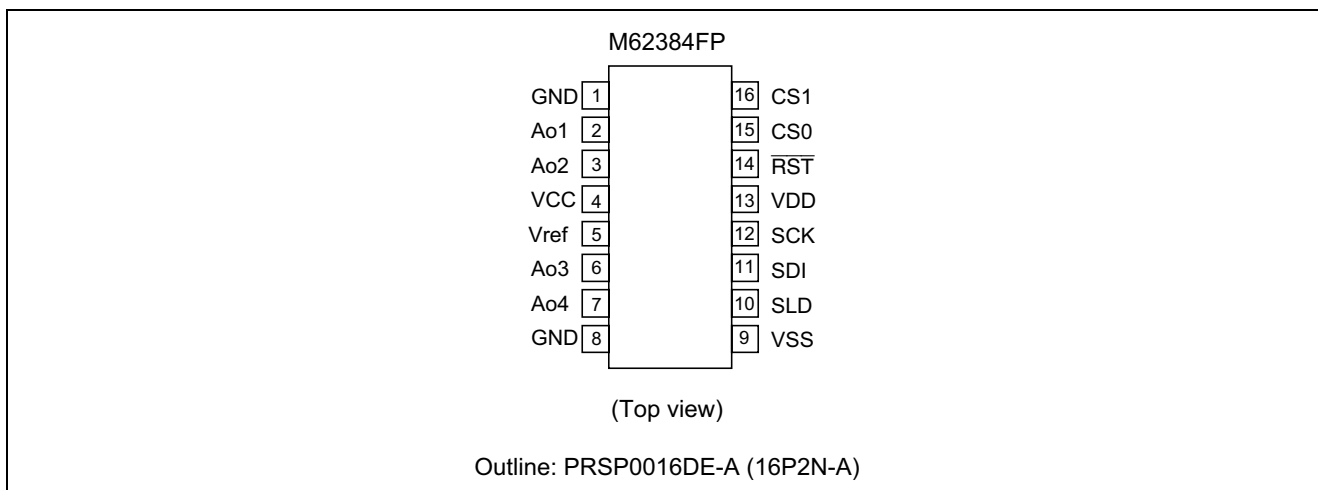 M62384FP
GND 1 16 CS1
Ao1 2 15 CS0
Ao2 3 14 R̅S̅T̅
VCC 4 13 VDD
Vref 5 12 SCK
Ao3 6 11 SDI
Ao4 7 10 SLD
GND 8 9 VSS
(Top view)
Outline: PRSP0016DE-A (16P2N-A)